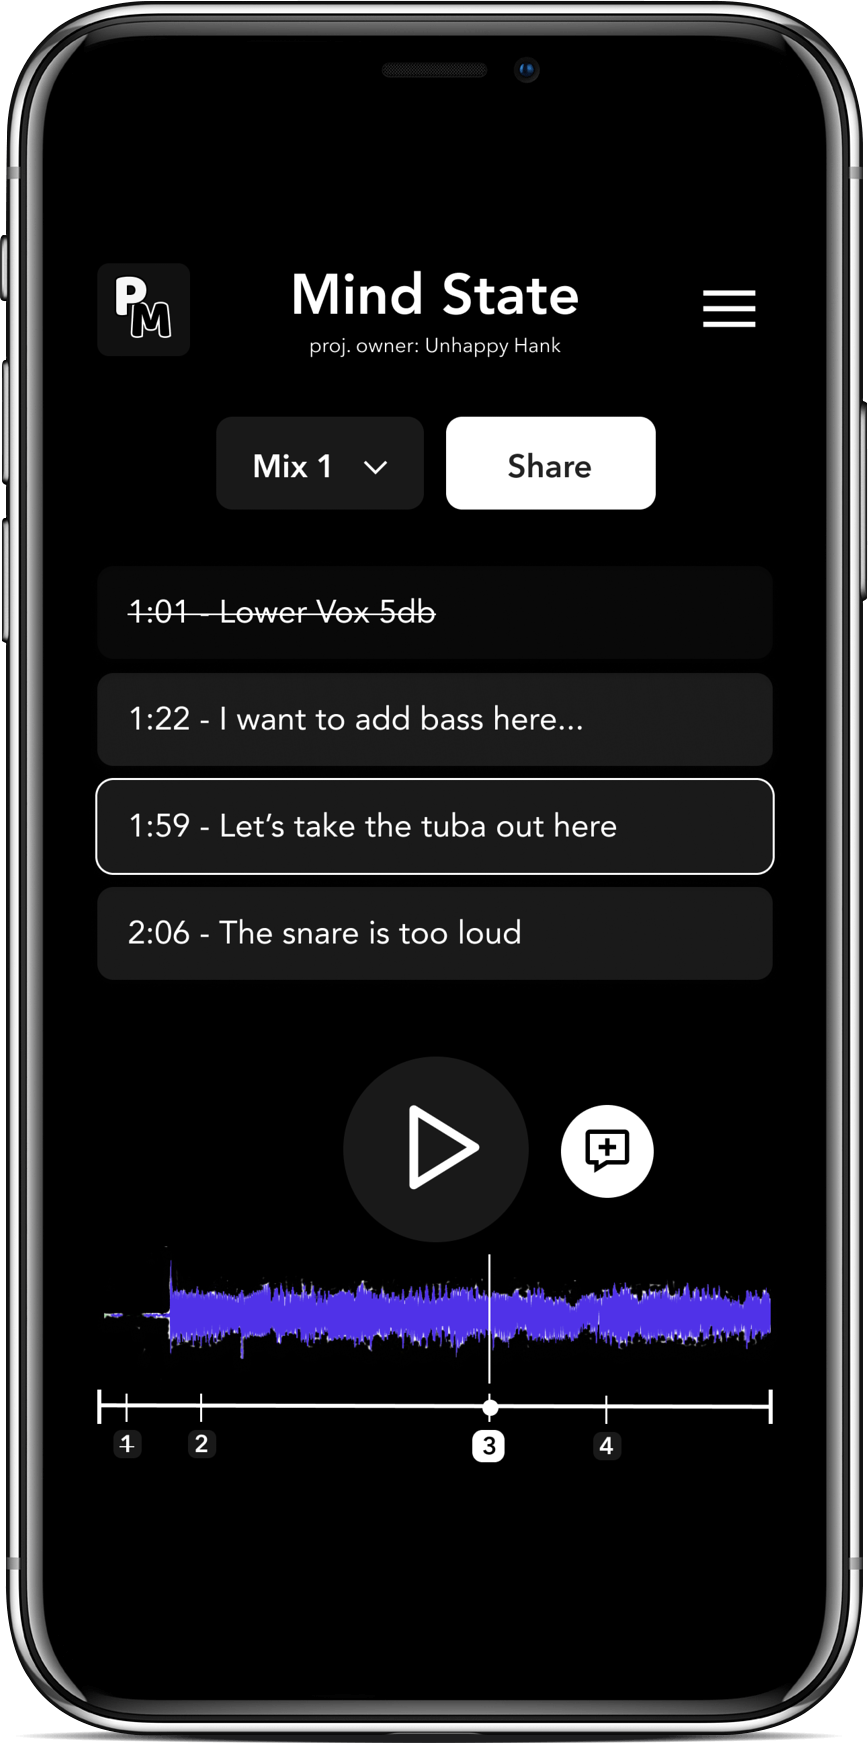 PM
Mind State
proj. owner: Unhappy Hank
Mix 1
Share
1:01 - Lower Vox 5db
1:22 - I want to add bass here...
1:59 - Let’s take the tuba out here
2:06 - The snare is too loud
1 2 3 4